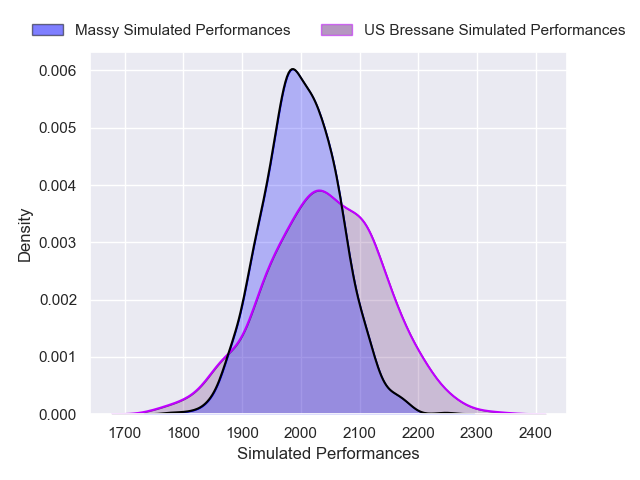 Massy Simulated Performances US Bressane Simulated Performances
0.006
0.005
0.004
0.003
0.002
0.001
0.000
Density
1700 1800 1900 2000 2100 2200 2300 2400
Simulated Performances